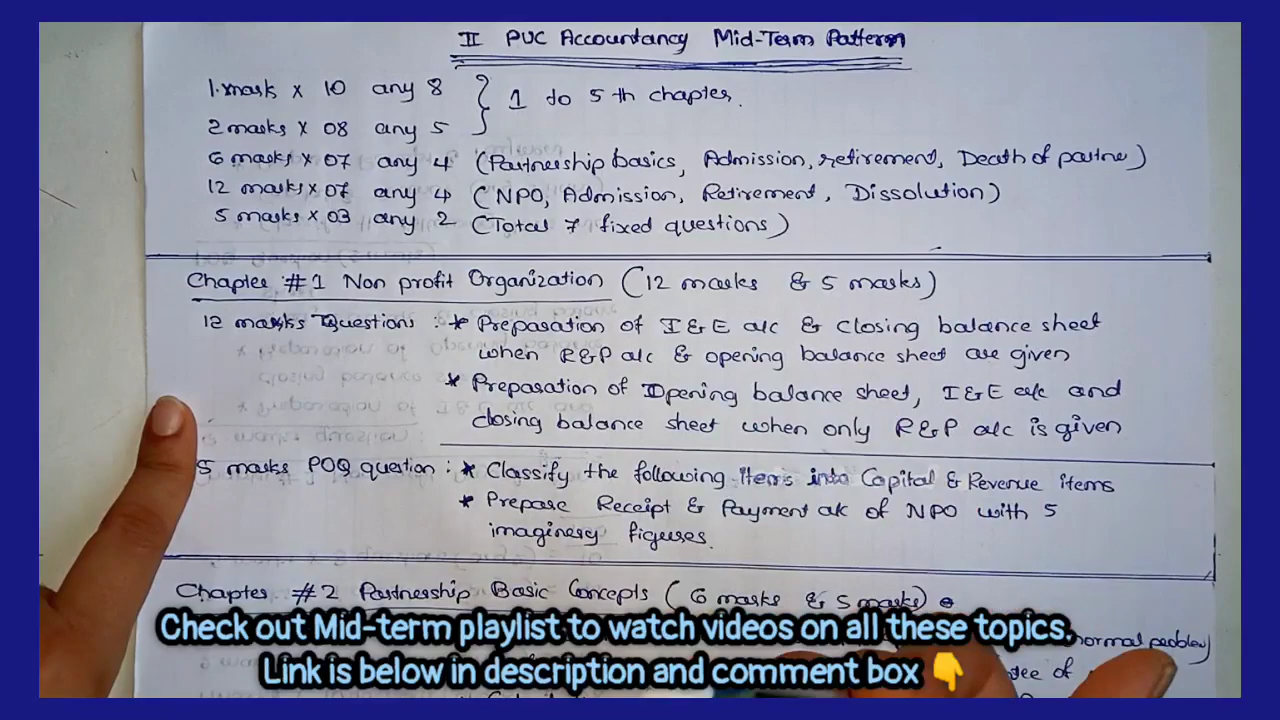 II PUC Accountancy Mid-Term Pattern
1 mark x 10 any 8
2 marks x 08 any 5
} 1 to 5 th chapter.
6 marks x 07 any 4 (Partnership basics, Admission, retirement, Death of partner)
12 marks x 07 any 4 (NPO, Admission, Retirement, Dissolution)
5 marks x 03 any 2 (Total 7 fixed questions)
Chapter #1 Non profit Organization (12 marks & 5 marks)
12 marks Questions : * Preparation of I & E a/c & closing balance sheet
when R&P a/c & opening balance sheet are given
* Preparation of Opening balance sheet, I & E a/c and
closing balance sheet when only R&P a/c is given
5 marks POQ question : * Classify the following items into Capital & Revenue items
* Prepare Receipt & Payment a/c of NPO with 5
imaginery figures.
Chapter #2 Partnership Basic Concepts (6 marks & 5 marks)
normal problem)
Check out Mid-term playlist to watch videos on all these topics.
Link is below in description and comment box 👇